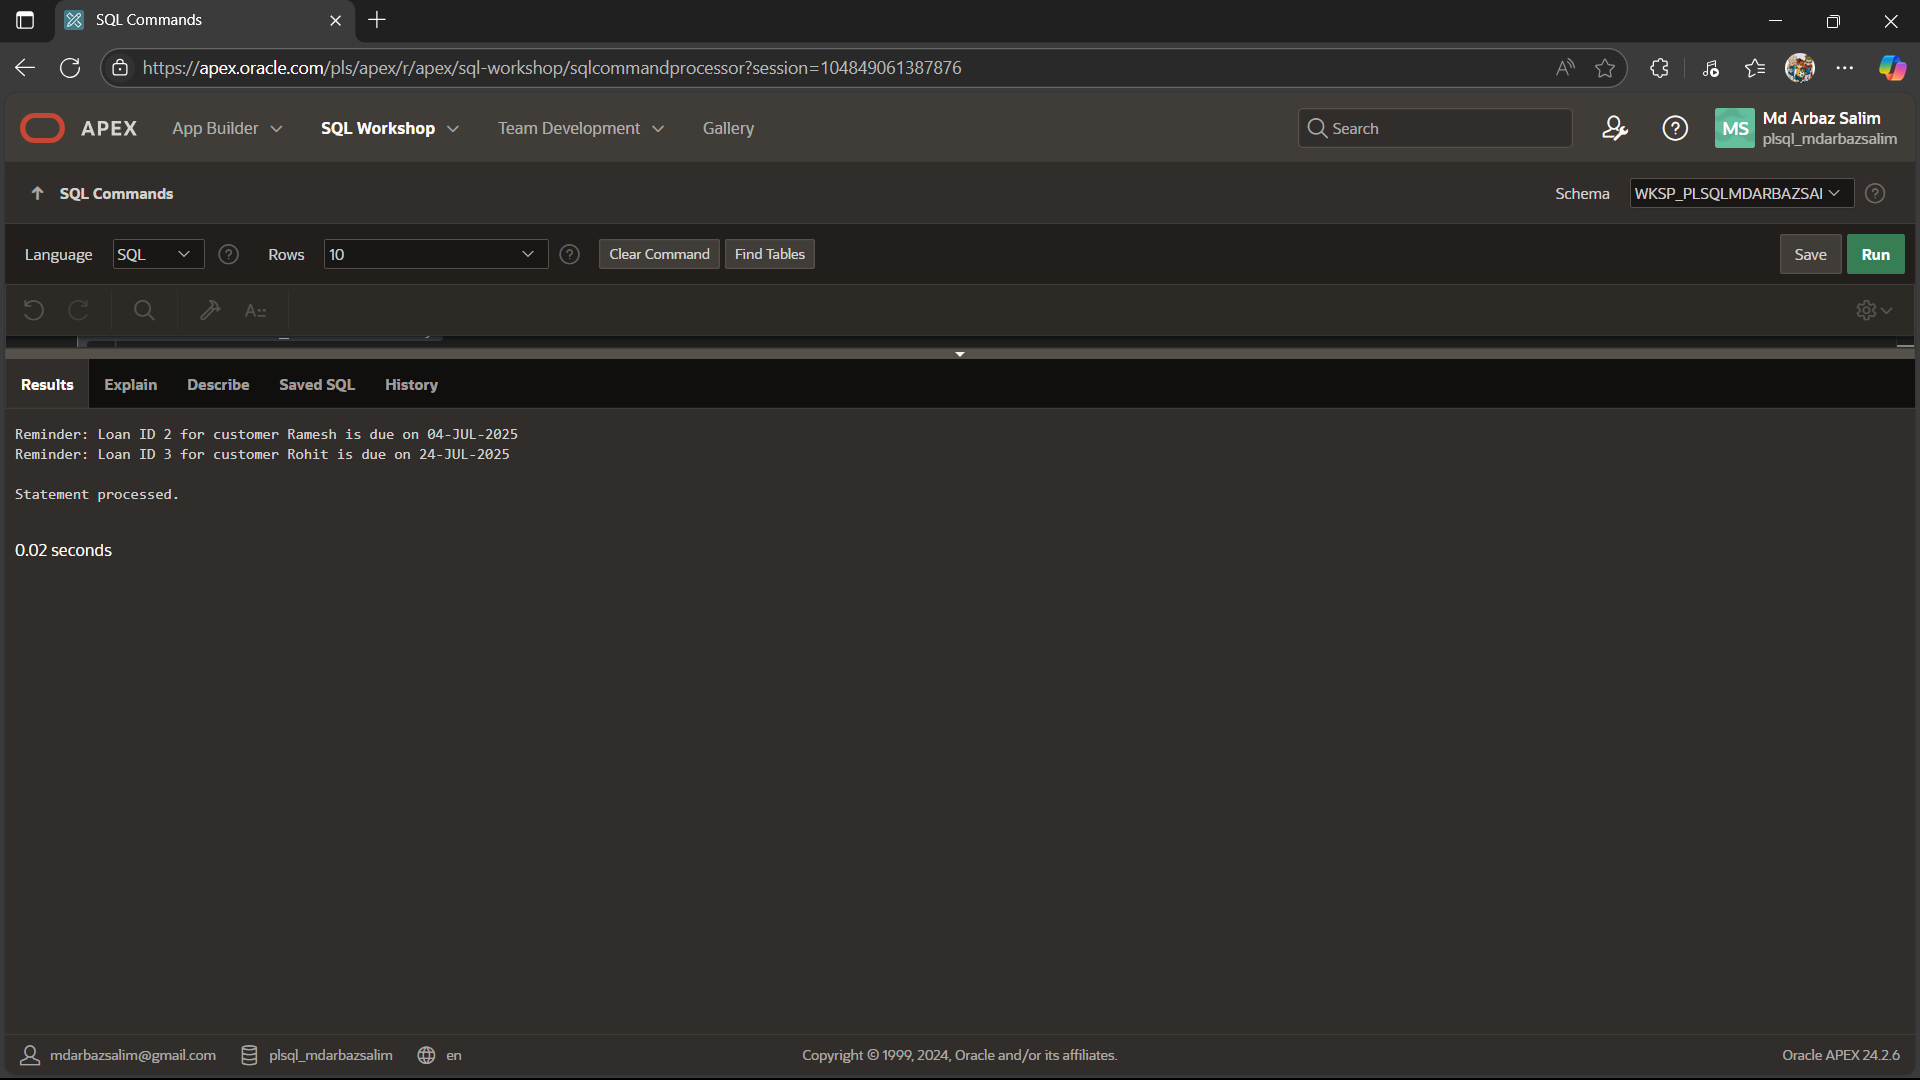 SQL Commands
https://apex.oracle.com/pls/apex/r/apex/sql-workshop/sqlcommandprocessor?session=104849061387876
APEX App Builder SQL Workshop Team Development Gallery Search MS Md Arbaz Salim
plsql_mdarbazsalim
SQL Commands Schema WKSP_PLSQLMDARBAZSAI
Language SQL Rows 10 Clear Command Find Tables Save Run
Results Explain Describe Saved SQL History
Reminder: Loan ID 2 for customer Ramesh is due on 04-JUL-2025
Reminder: Loan ID 3 for customer Rohit is due on 24-JUL-2025
Statement processed.
0.02 seconds
mdarbazsalim@gmail.com plsql_mdarbazsalim en Copyright © 1999, 2024, Oracle and/or its affiliates. Oracle APEX 24.2.6